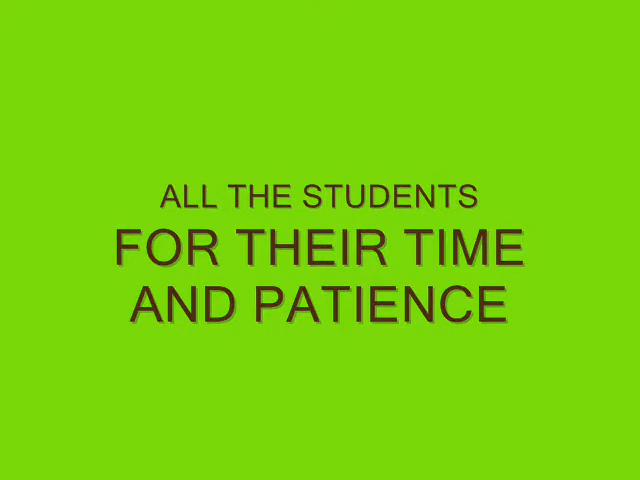 ALL THE STUDENTS
FOR THEIR TIME
AND PATIENCE